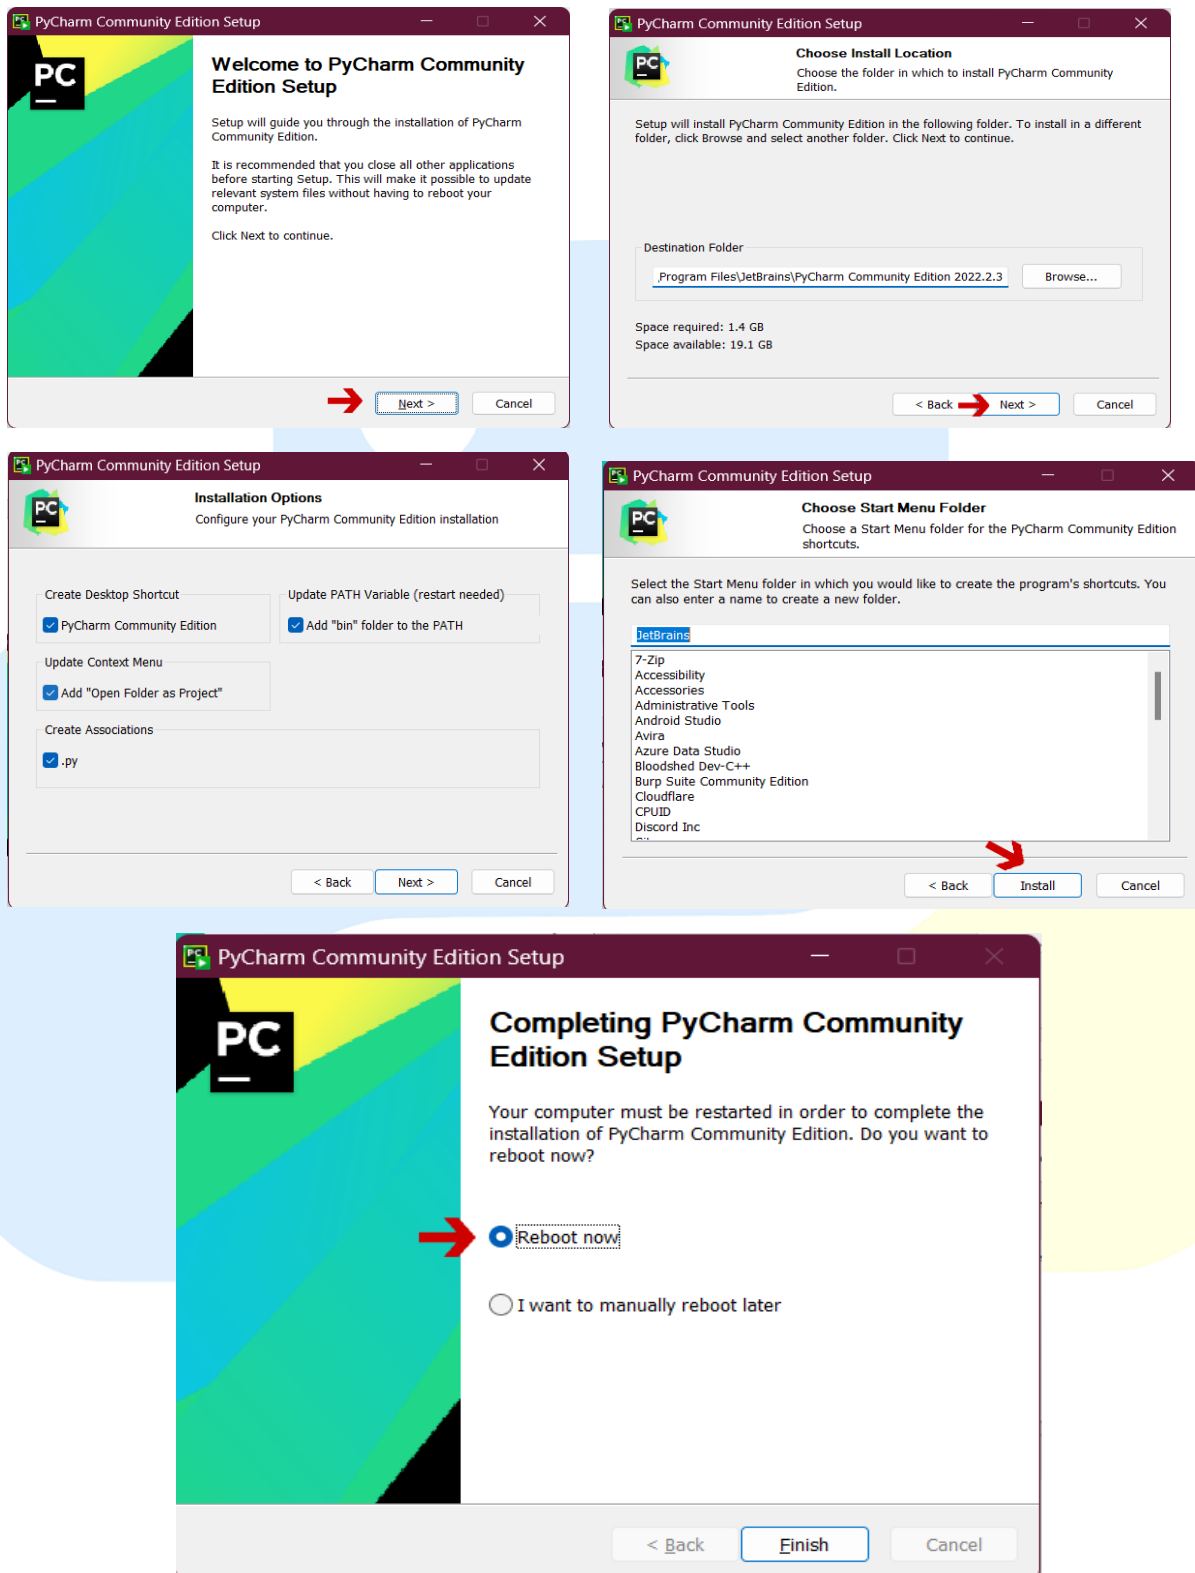 PyCharm Community Edition Setup
PC
Welcome to PyCharm Community
Edition Setup
Setup will guide you through the installation of PyCharm
Community Edition.
It is recommended that you close all other applications
before starting Setup. This will make it possible to update
relevant system files without having to reboot your
computer.
Click Next to continue.
Next >
Cancel
PyCharm Community Edition Setup
PC
Choose Install Location
Choose the folder in which to install PyCharm Community
Edition.
Setup will install PyCharm Community Edition in the following folder. To install in a different
folder, click Browse and select another folder. Click Next to continue.
Destination Folder
Program Files\JetBrains\PyCharm Community Edition 2022.2.3
Browse...
Space required: 1.4 GB
Space available: 19.1 GB
< Back
Next >
Cancel
PyCharm Community Edition Setup
PC
Installation Options
Configure your PyCharm Community Edition installation
Create Desktop Shortcut
Update PATH Variable (restart needed)
PyCharm Community Edition
Add "bin" folder to the PATH
Update Context Menu
Add "Open Folder as Project"
Create Associations
.py
< Back
Next >
Cancel
PyCharm Community Edition Setup
PC
Choose Start Menu Folder
Choose a Start Menu folder for the PyCharm Community Edition
shortcuts.
Select the Start Menu folder in which you would like to create the program's shortcuts. You
can also enter a name to create a new folder.
JetBrains
7-Zip
Accessibility
Accessories
Administrative Tools
Android Studio
Avira
Azure Data Studio
Bloodshed Dev-C++
Burp Suite Community Edition
Cloudflare
CPUID
Discord Inc
< Back
Install
Cancel
PyCharm Community Edition Setup
PC
Completing PyCharm Community
Edition Setup
Your computer must be restarted in order to complete the
installation of PyCharm Community Edition. Do you want to
reboot now?
Reboot now
I want to manually reboot later
< Back
Finish
Cancel